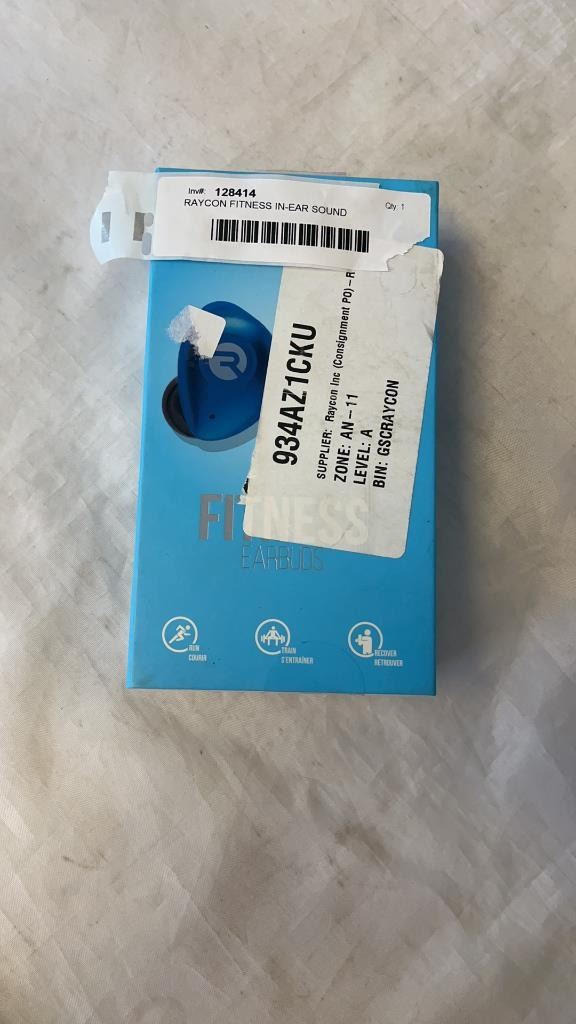 Inv#: 128414
RAYCON FITNESS IN-EAR SOUND
Qty. 1
934AZ1CKU
SUPPLIER: Raycon Inc (Consignment PO)-R
ZONE: AN-11
LEVEL: A
BIN: GSCRAYCON
FITNESS
EARBUDS
RUN
COURIR
TRAIN
S'ENTRAÎNER
RECOVER
RETROUVER